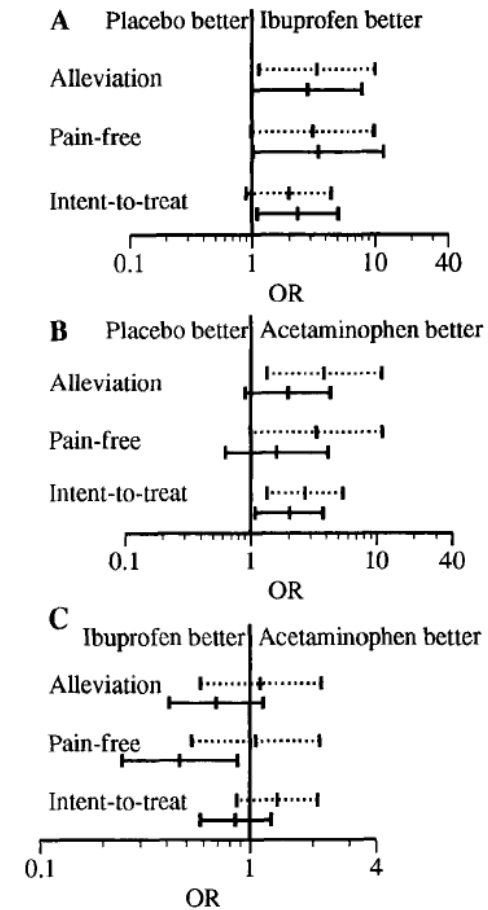 A Placebo better Ibuprofen better
Alleviation
Pain-free
Intent-to-treat
0.1 1 10 40
OR
B Placebo better Acetaminophen better
Alleviation
Pain-free
Intent-to-treat
0.1 1 10 40
OR
C Ibuprofen better Acetaminophen better
Alleviation
Pain-free
Intent-to-treat
0.1 1 4
OR